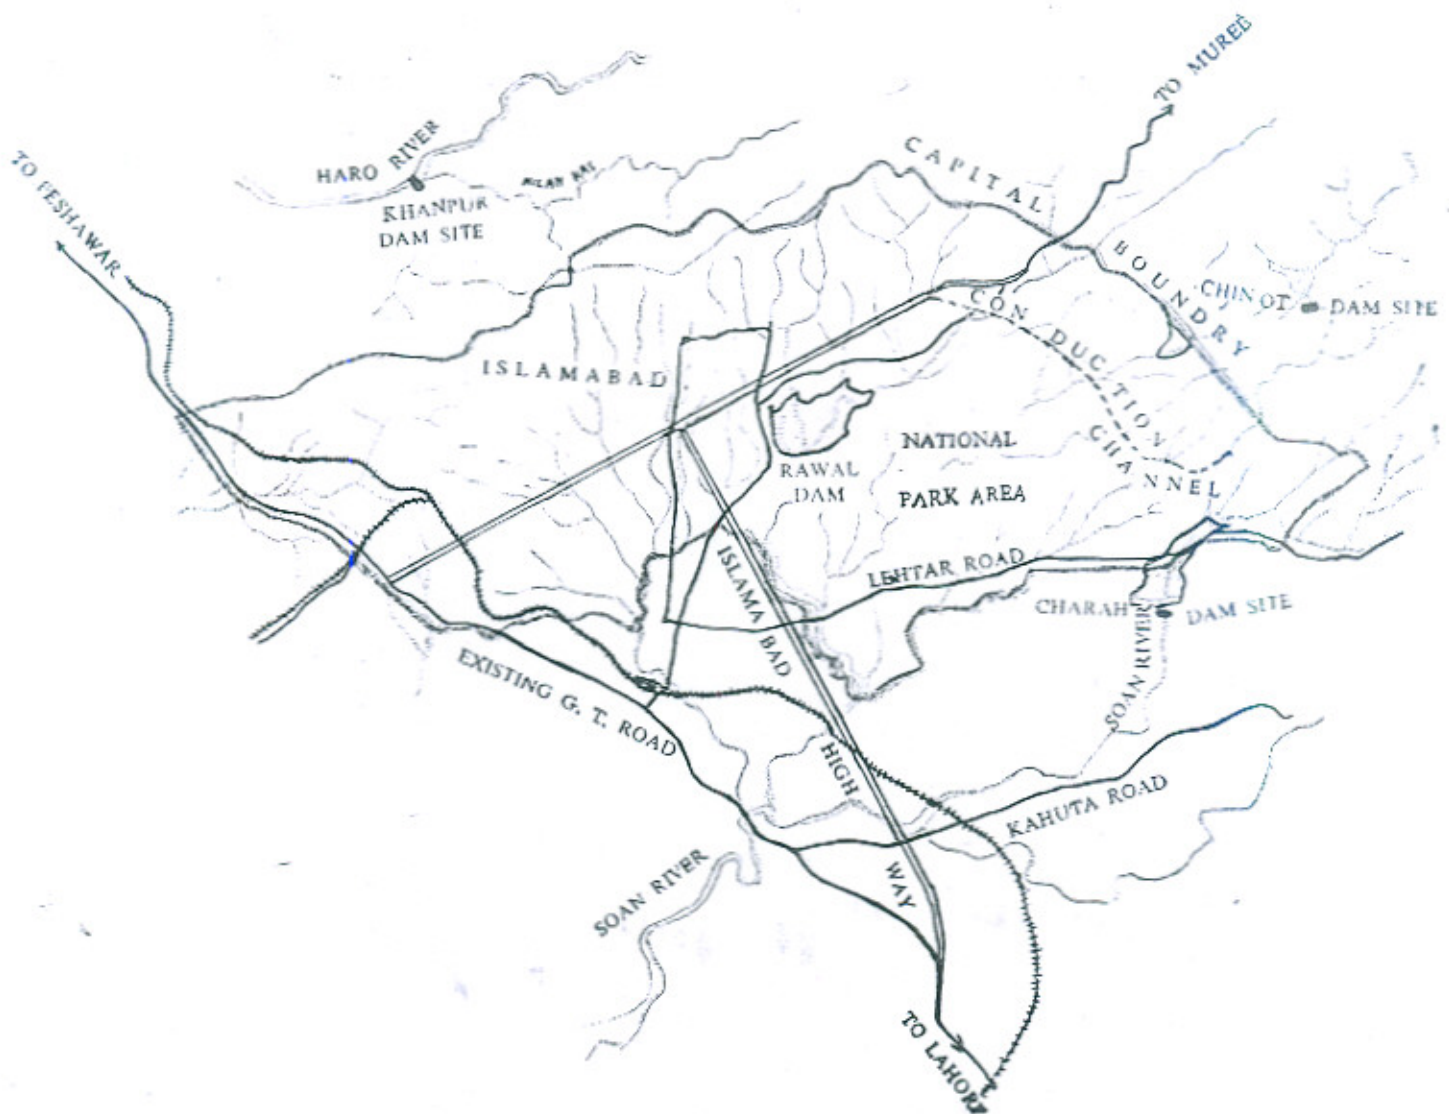 TO MUREE
TO PESHAWAR
HARO RIVER
KHANPUR
DAM SITE
CAPITAL BOUNDRY
CHINOT DAM SITE
ISLAMABAD
CONDUCTION CHANNEL
RAWAL
DAM
NATIONAL
PARK AREA
LEHTAR ROAD
CHARAH DAM SITE
SOAN RIVER
ISLAMABAD HIGH WAY
EXISTING G. T. ROAD
KAHUTA ROAD
SOAN RIVER
TO LAHORE